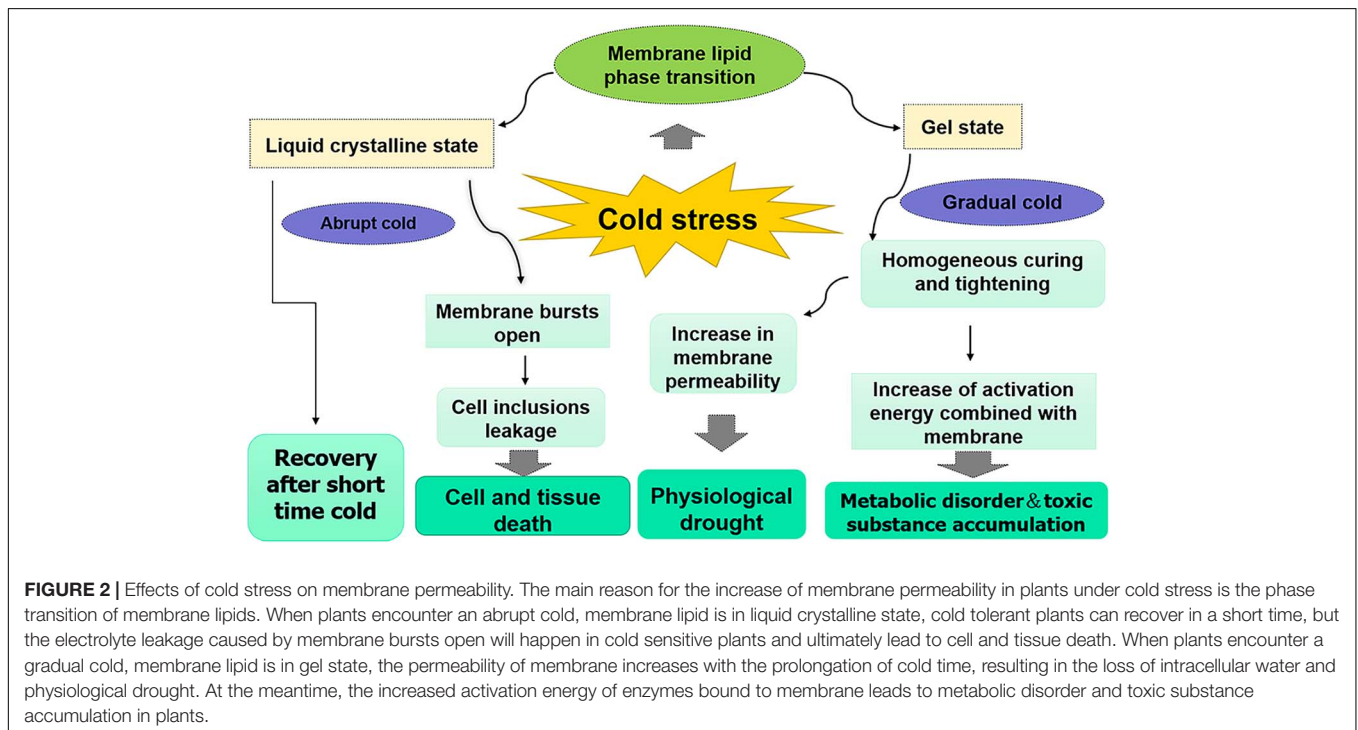 Membrane lipid
phase transition
Liquid crystalline state
Gel state
Abrupt cold
Cold stress
Gradual cold
Homogeneous curing
and tightening
Membrane bursts
open
Increase in
membrane
permeability
Increase of activation
energy combined with
membrane
Cell inclusions
leakage
Recovery
after short
time cold
Cell and tissue
death
Physiological
drought
Metabolic disorder & toxic
substance accumulation
FIGURE 2 | Effects of cold stress on membrane permeability. The main reason for the increase of membrane permeability in plants under cold stress is the phase
transition of membrane lipids. When plants encounter an abrupt cold, membrane lipid is in liquid crystalline state, cold tolerant plants can recover in a short time, but
the electrolyte leakage caused by membrane bursts open will happen in cold sensitive plants and ultimately lead to cell and tissue death. When plants encounter a
gradual cold, membrane lipid is in gel state, the permeability of membrane increases with the prolongation of cold time, resulting in the loss of intracellular water and
physiological drought. At the meantime, the increased activation energy of enzymes bound to membrane leads to metabolic disorder and toxic substance
accumulation in plants.